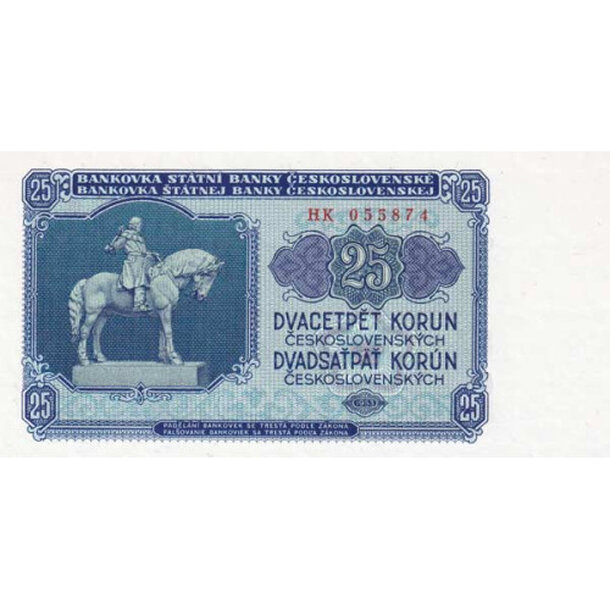 BANKOVKA STÁTNÍ BANKY ČESKOSLOVENSKÉ
BANKOVKA ŠTÁTNEJ BANKY ČESKOSLOVENSKEJ
25
25
HK 055874
25
DVACETPĚT KORUN
ČESKOSLOVENSKÝCH
DVADSAŤPÄŤ KORÚN
ČESKOSLOVENSKÝCH
25
1953
25
PADĚLÁNÍ BANKOVEK SE TRESTÁ PODLE ZÁKONA
FALŠOVANIE BANKOVIEK SA TRESTÁ PODĽA ZÁKONA